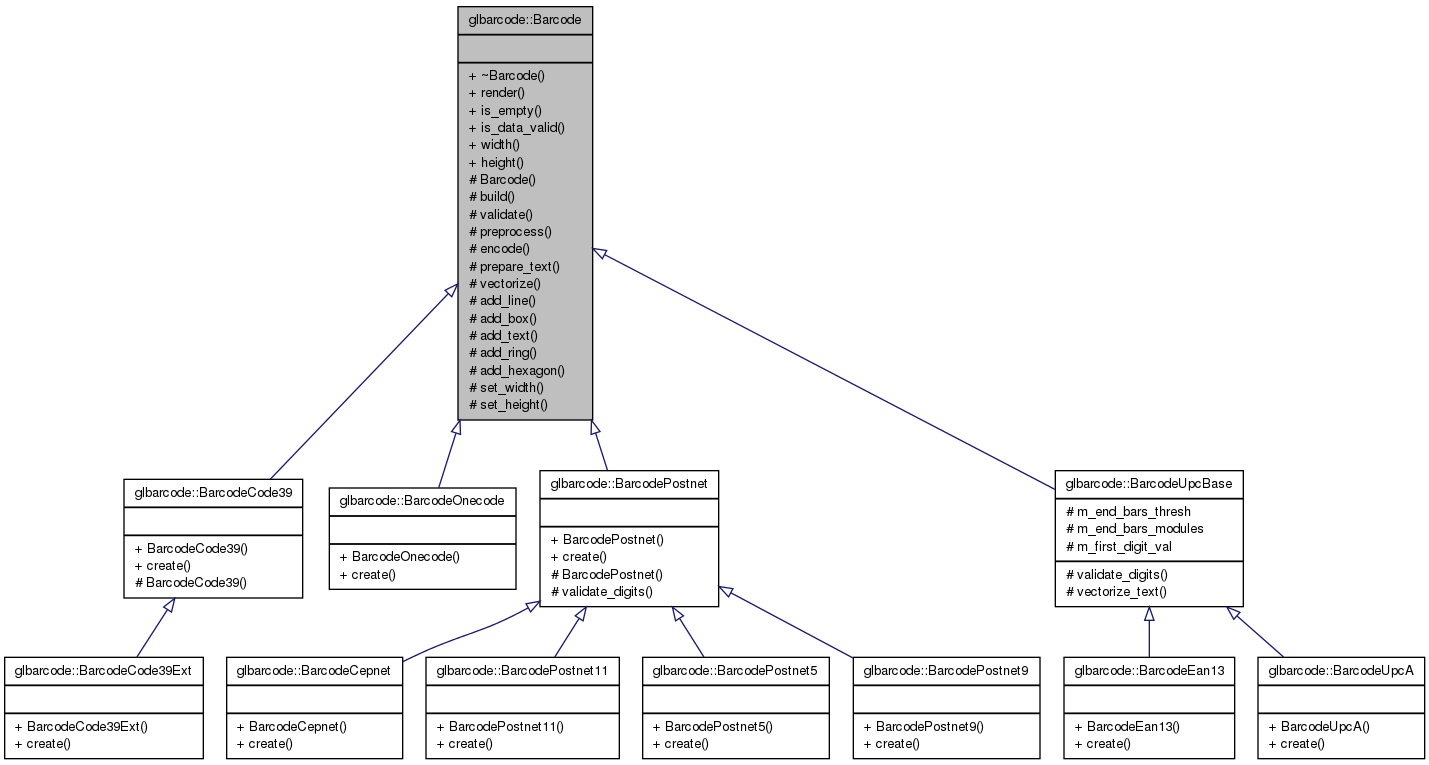 glbarcode::Barcode
+ ~Barcode()
+ render()
+ is_empty()
+ is_data_valid()
+ width()
+ height()
# Barcode()
# build()
# validate()
# preprocess()
# encode()
# prepare_text()
# vectorize()
# add_line()
# add_box()
# add_text()
# add_ring()
# add_hexagon()
# set_width()
# set_height()
glbarcode::BarcodeCode39
+ BarcodeCode39()
+ create()
# BarcodeCode39()
glbarcode::BarcodeOnecode
+ BarcodeOnecode()
+ create()
glbarcode::BarcodePostnet
+ BarcodePostnet()
+ create()
# BarcodePostnet()
# validate_digits()
glbarcode::BarcodeUpcBase
# m_end_bars_thresh
# m_end_bars_modules
# m_first_digit_val
# validate_digits()
# vectorize_text()
glbarcode::BarcodeCode39Ext
+ BarcodeCode39Ext()
+ create()
glbarcode::BarcodeCepnet
+ BarcodeCepnet()
+ create()
glbarcode::BarcodePostnet11
+ BarcodePostnet11()
+ create()
glbarcode::BarcodePostnet5
+ BarcodePostnet5()
+ create()
glbarcode::BarcodePostnet9
+ BarcodePostnet9()
+ create()
glbarcode::BarcodeEan13
+ BarcodeEan13()
+ create()
glbarcode::BarcodeUpcA
+ BarcodeUpcA()
+ create()